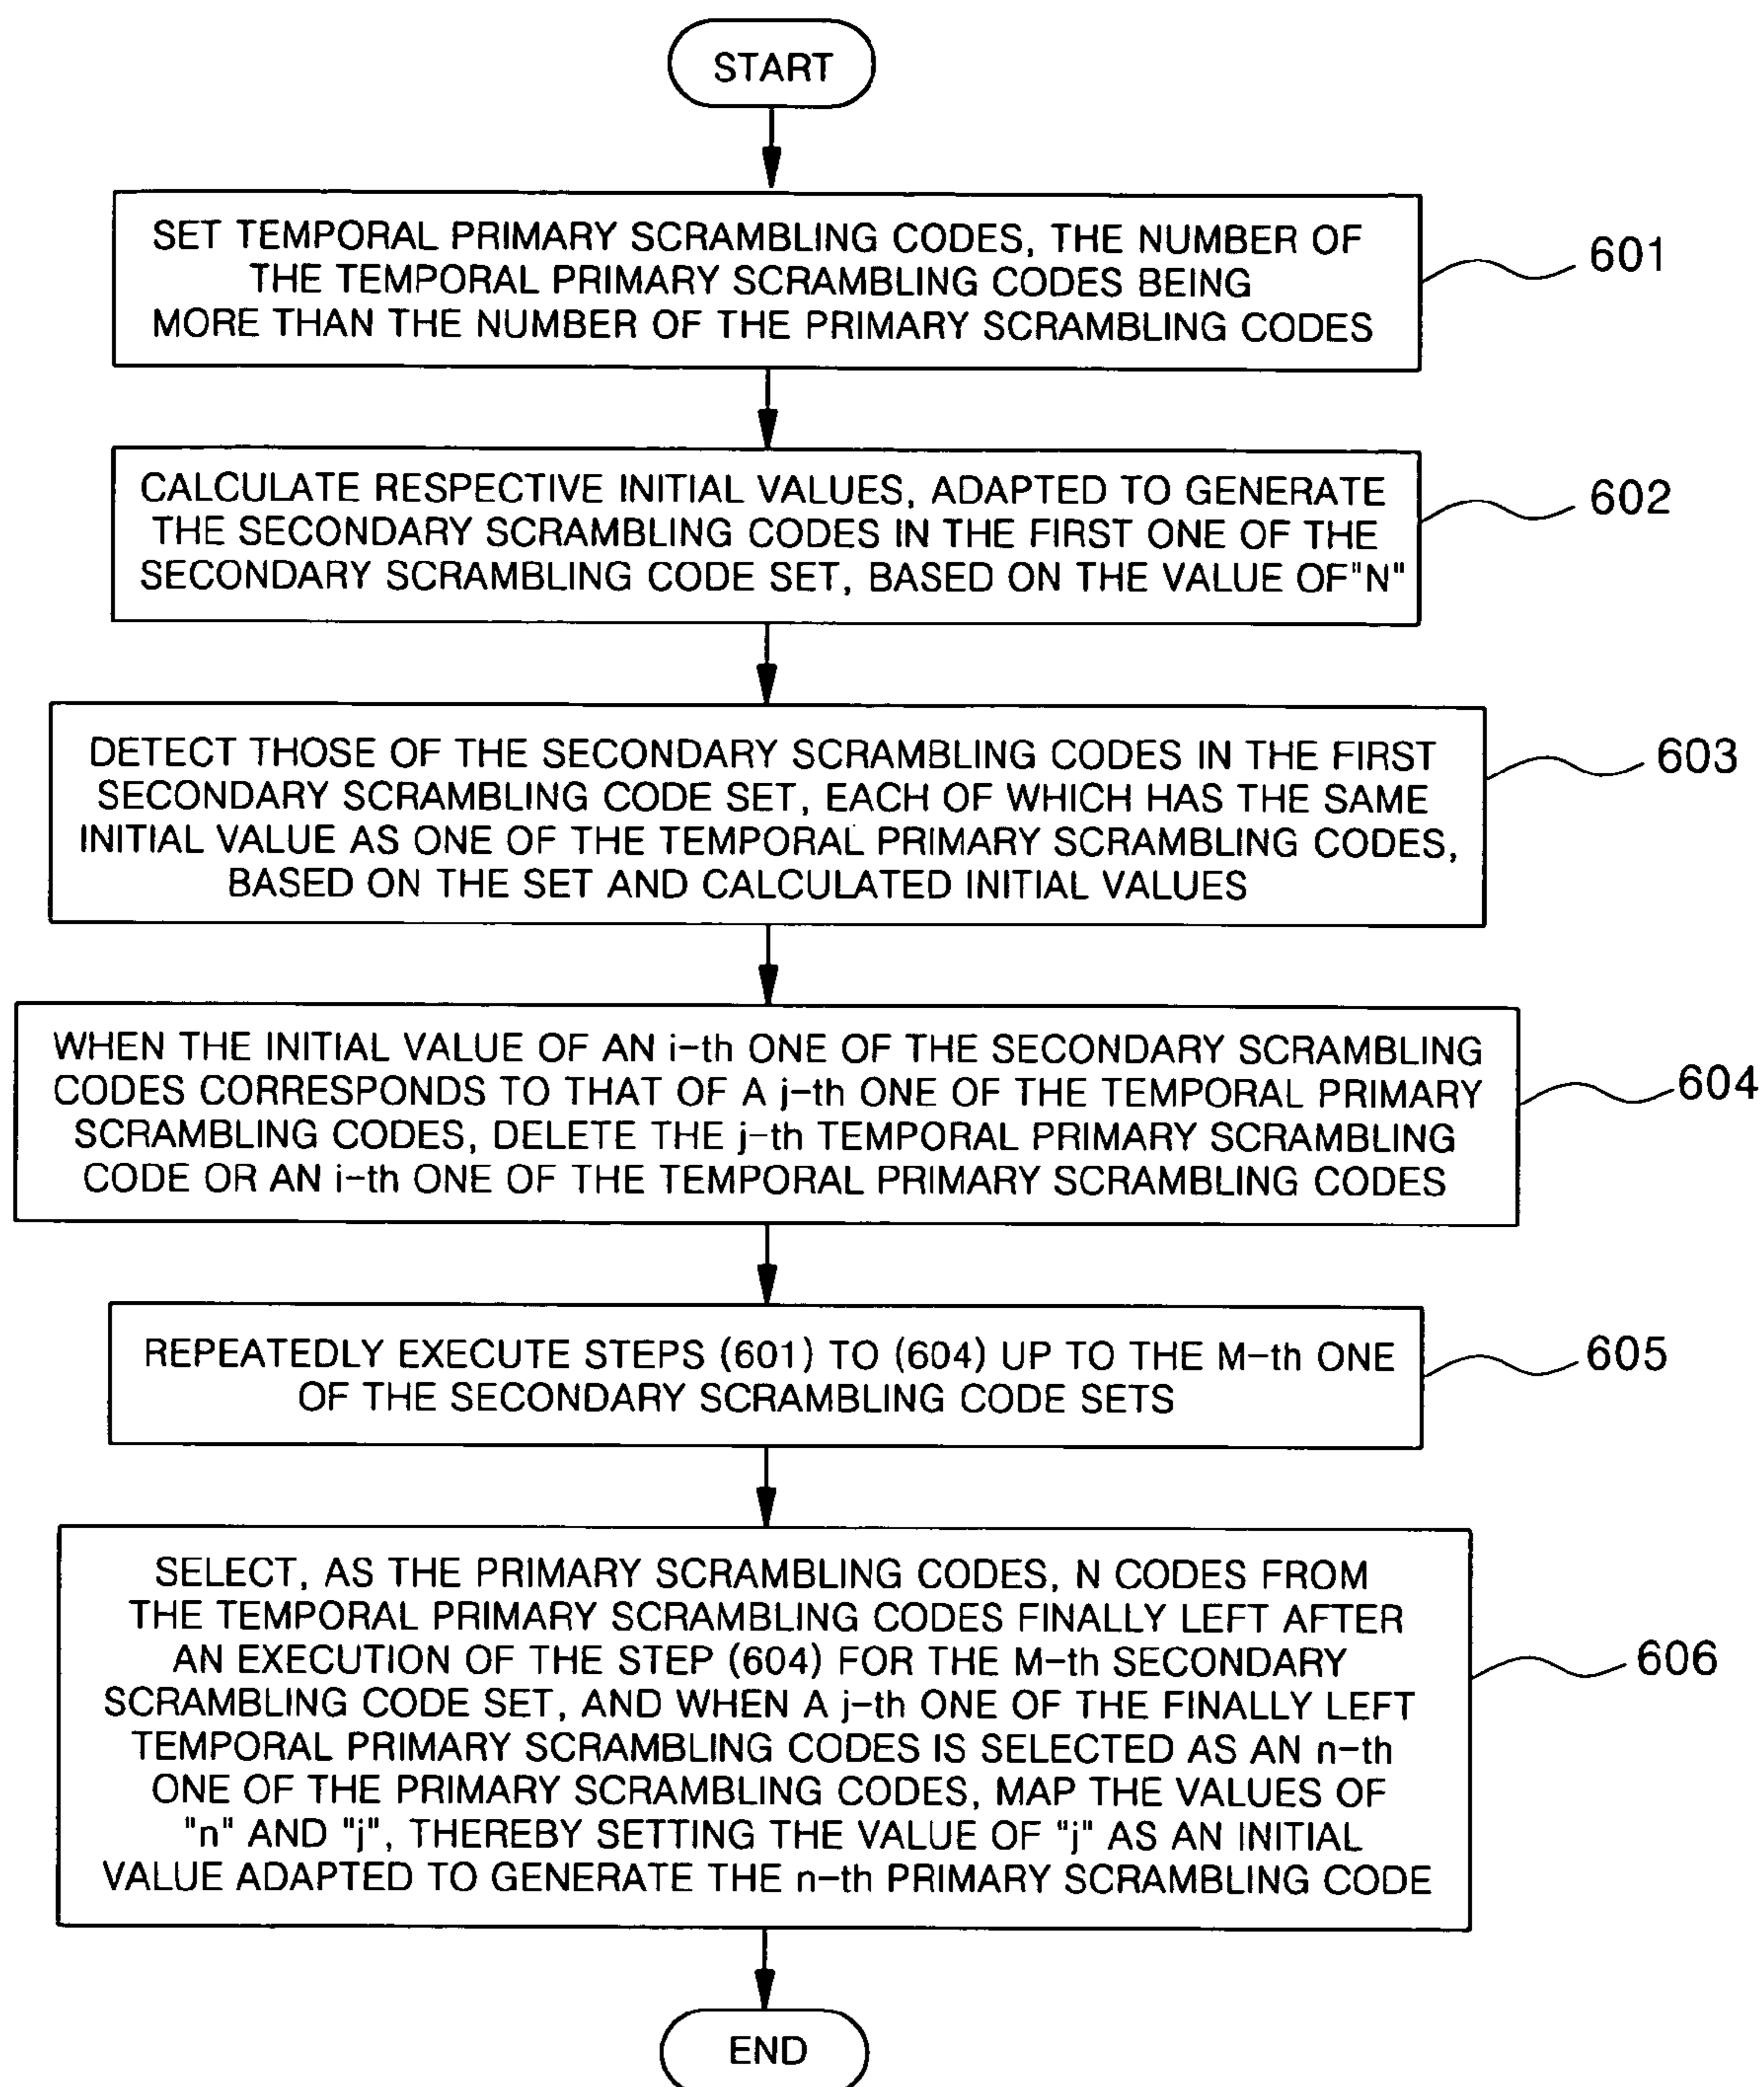 START
SET TEMPORAL PRIMARY SCRAMBLING CODES, THE NUMBER OF
THE TEMPORAL PRIMARY SCRAMBLING CODES BEING
MORE THAN THE NUMBER OF THE PRIMARY SCRAMBLING CODES
601
CALCULATE RESPECTIVE INITIAL VALUES, ADAPTED TO GENERATE
THE SECONDARY SCRAMBLING CODES IN THE FIRST ONE OF THE
SECONDARY SCRAMBLING CODE SET, BASED ON THE VALUE OF"N"
602
DETECT THOSE OF THE SECONDARY SCRAMBLING CODES IN THE FIRST
SECONDARY SCRAMBLING CODE SET, EACH OF WHICH HAS THE SAME
INITIAL VALUE AS ONE OF THE TEMPORAL PRIMARY SCRAMBLING CODES,
BASED ON THE SET AND CALCULATED INITIAL VALUES
603
WHEN THE INITIAL VALUE OF AN i-th ONE OF THE SECONDARY SCRAMBLING
CODES CORRESPONDS TO THAT OF A j-th ONE OF THE TEMPORAL PRIMARY
SCRAMBLING CODES, DELETE THE j-th TEMPORAL PRIMARY SCRAMBLING
CODE OR AN i-th ONE OF THE TEMPORAL PRIMARY SCRAMBLING CODES
604
REPEATEDLY EXECUTE STEPS (601) TO (604) UP TO THE M-th ONE
OF THE SECONDARY SCRAMBLING CODE SETS
605
SELECT, AS THE PRIMARY SCRAMBLING CODES, N CODES FROM
THE TEMPORAL PRIMARY SCRAMBLING CODES FINALLY LEFT AFTER
AN EXECUTION OF THE STEP (604) FOR THE M-th SECONDARY
SCRAMBLING CODE SET, AND WHEN A j-th ONE OF THE FINALLY LEFT
TEMPORAL PRIMARY SCRAMBLING CODES IS SELECTED AS AN n-th
ONE OF THE PRIMARY SCRAMBLING CODES, MAP THE VALUES OF
"n" AND "j", THEREBY SETTING THE VALUE OF "j" AS AN INITIAL
VALUE ADAPTED TO GENERATE THE n-th PRIMARY SCRAMBLING CODE
606
END